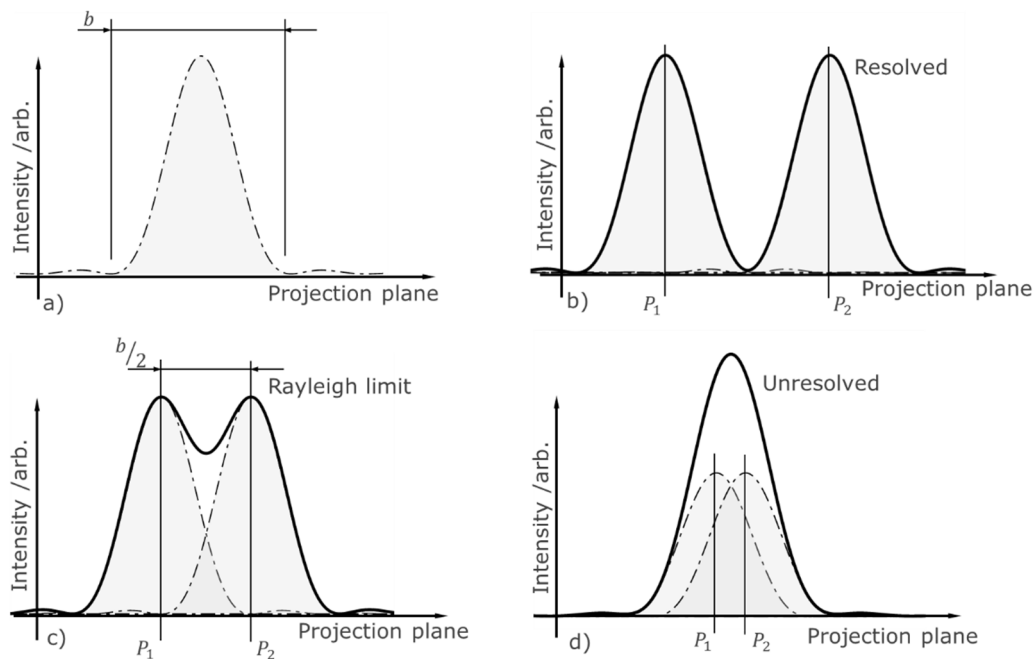 b
Intensity /arb.
Projection plane
a)
Resolved
Intensity /arb.
Projection plane
b)
P₁
P₂
b/2
Rayleigh limit
Intensity /arb.
Projection plane
c)
P₁
P₂
Unresolved
Intensity /arb.
P₁
P₂
Projection plane
d)